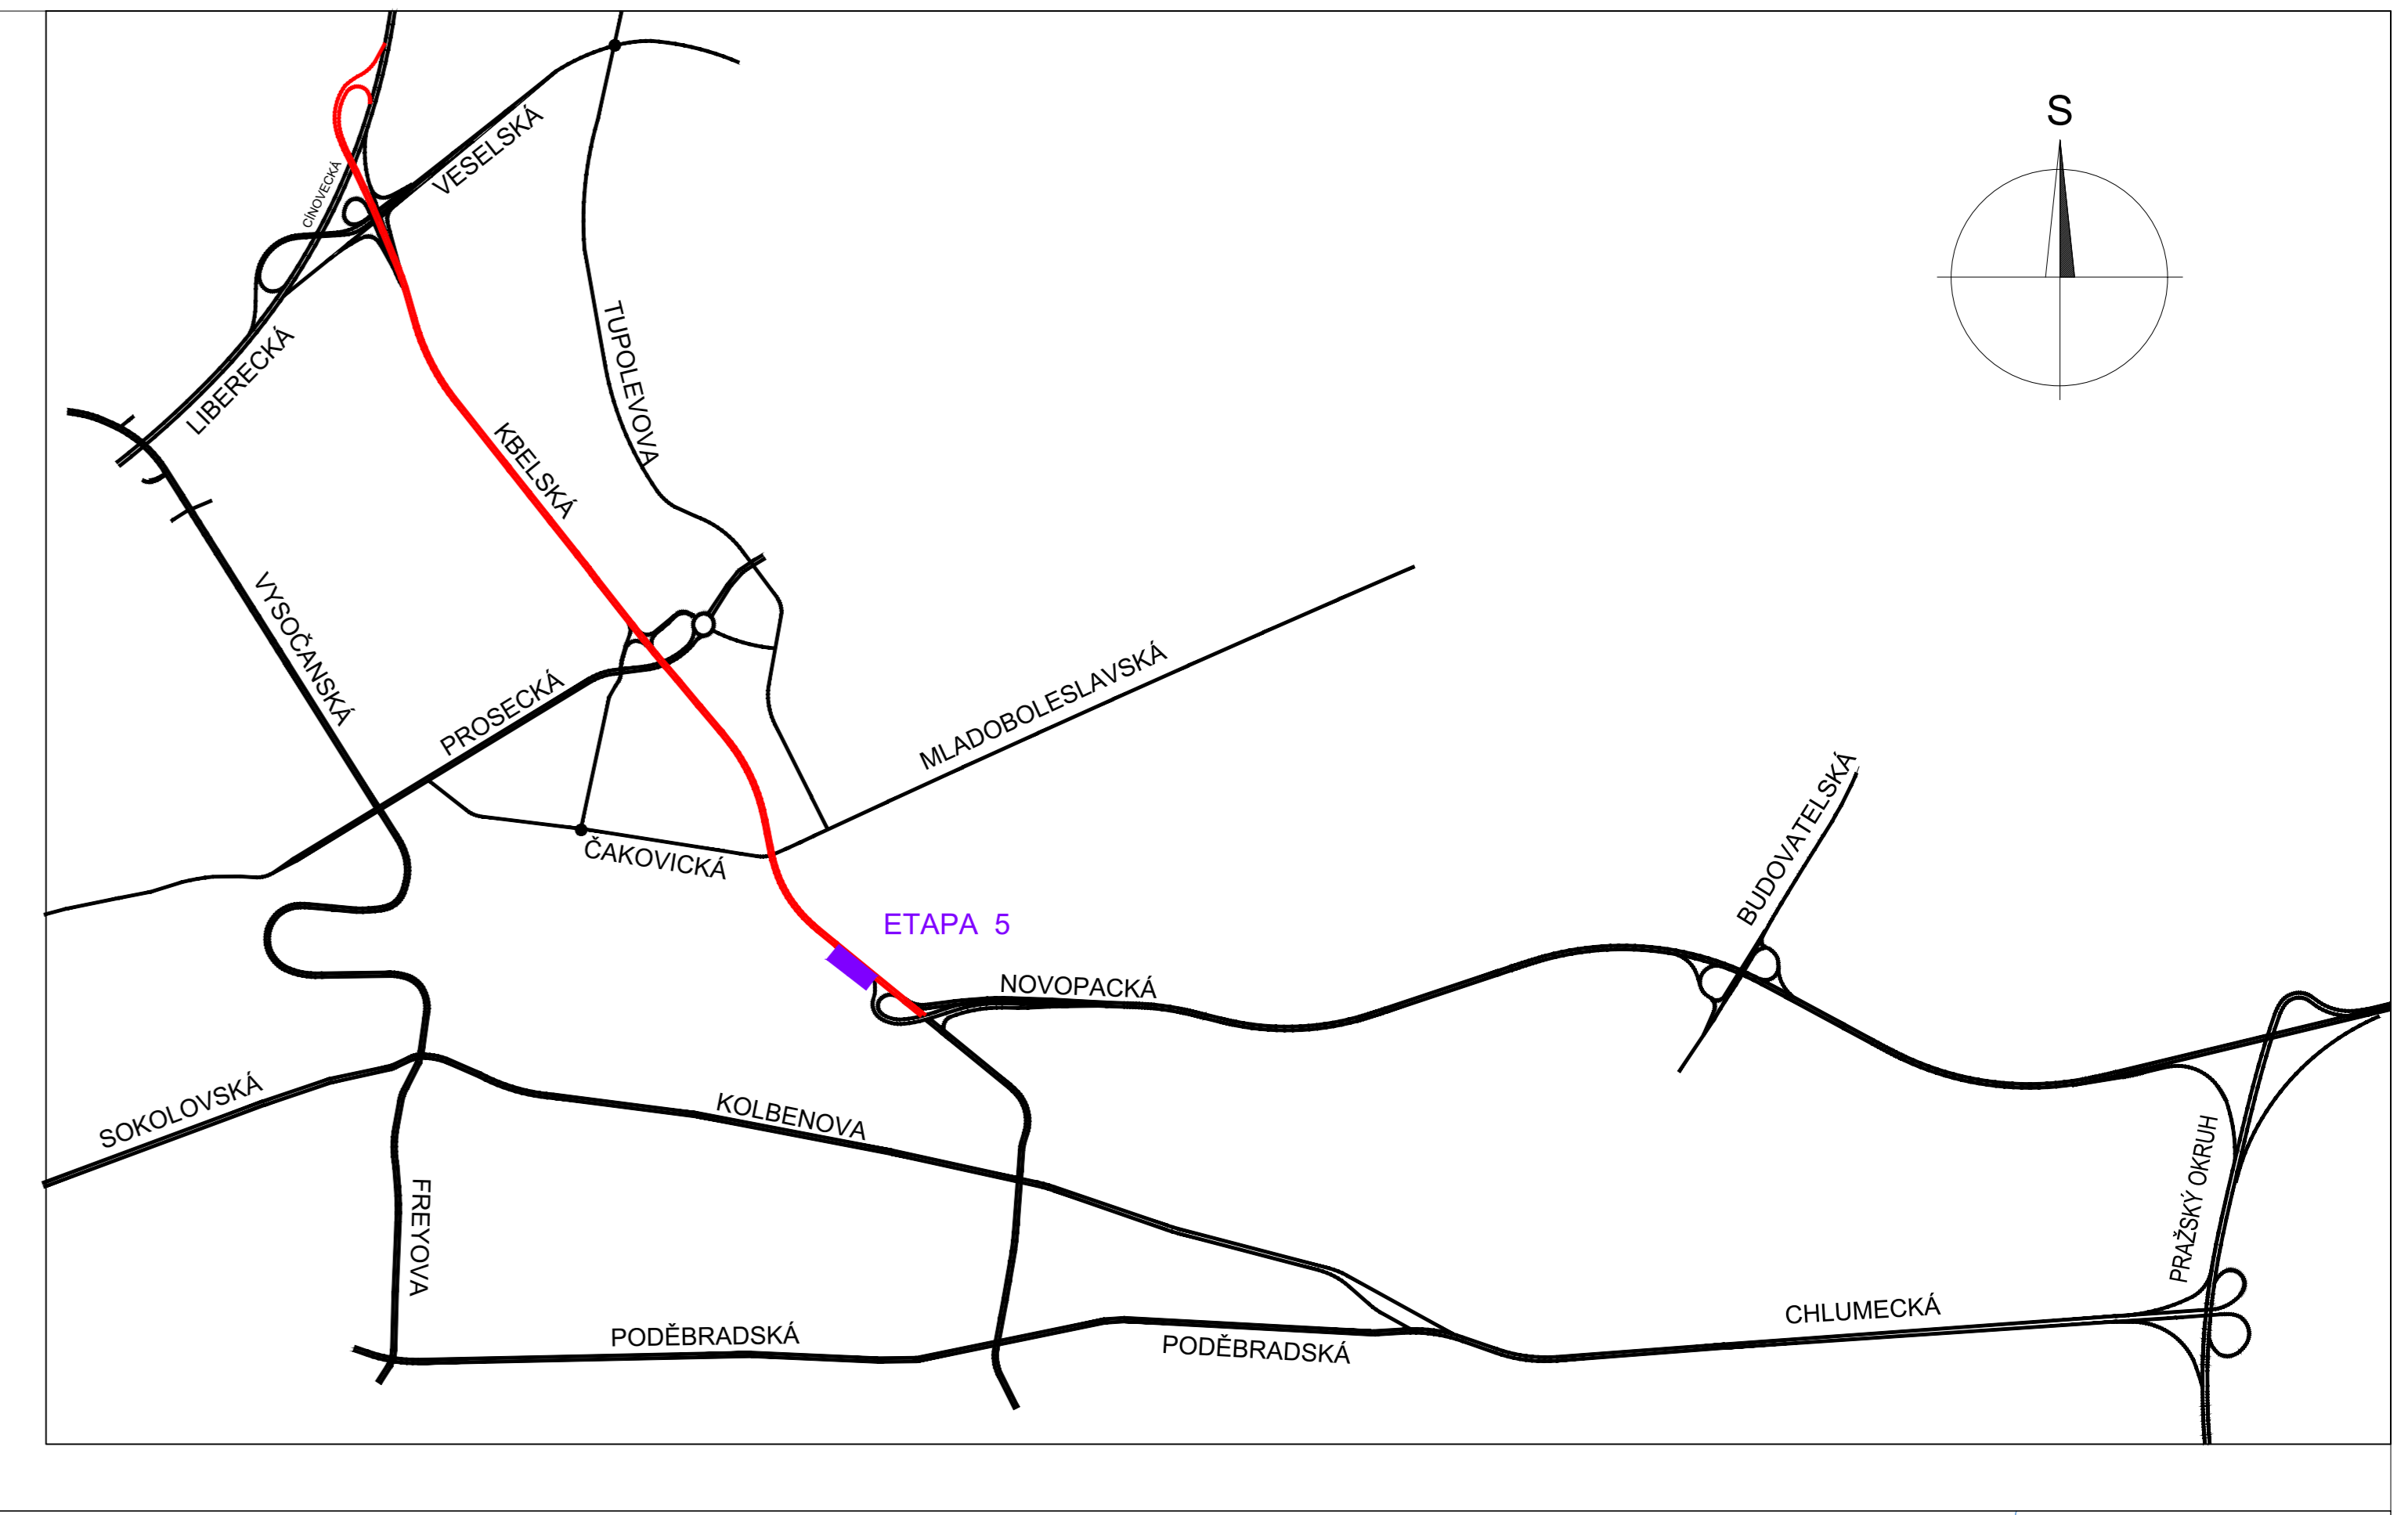 S
VESELSKÁ
CÍNOVECKÁ
LIBERECKÁ
TUPOLEVOVA
KBELSKÁ
VYSOČANSKÁ
PROSECKÁ
MLADOBOLESLAVSKÁ
ČAKOVICKÁ
BUDOVATELSKÁ
ETAPA 5
NOVOPACKÁ
SOKOLOVSKÁ
KOLBENOVA
FREYOVA
PRAŽSKÝ OKRUH
CHLUMECKÁ
PODĚBRADSKÁ
PODĚBRADSKÁ